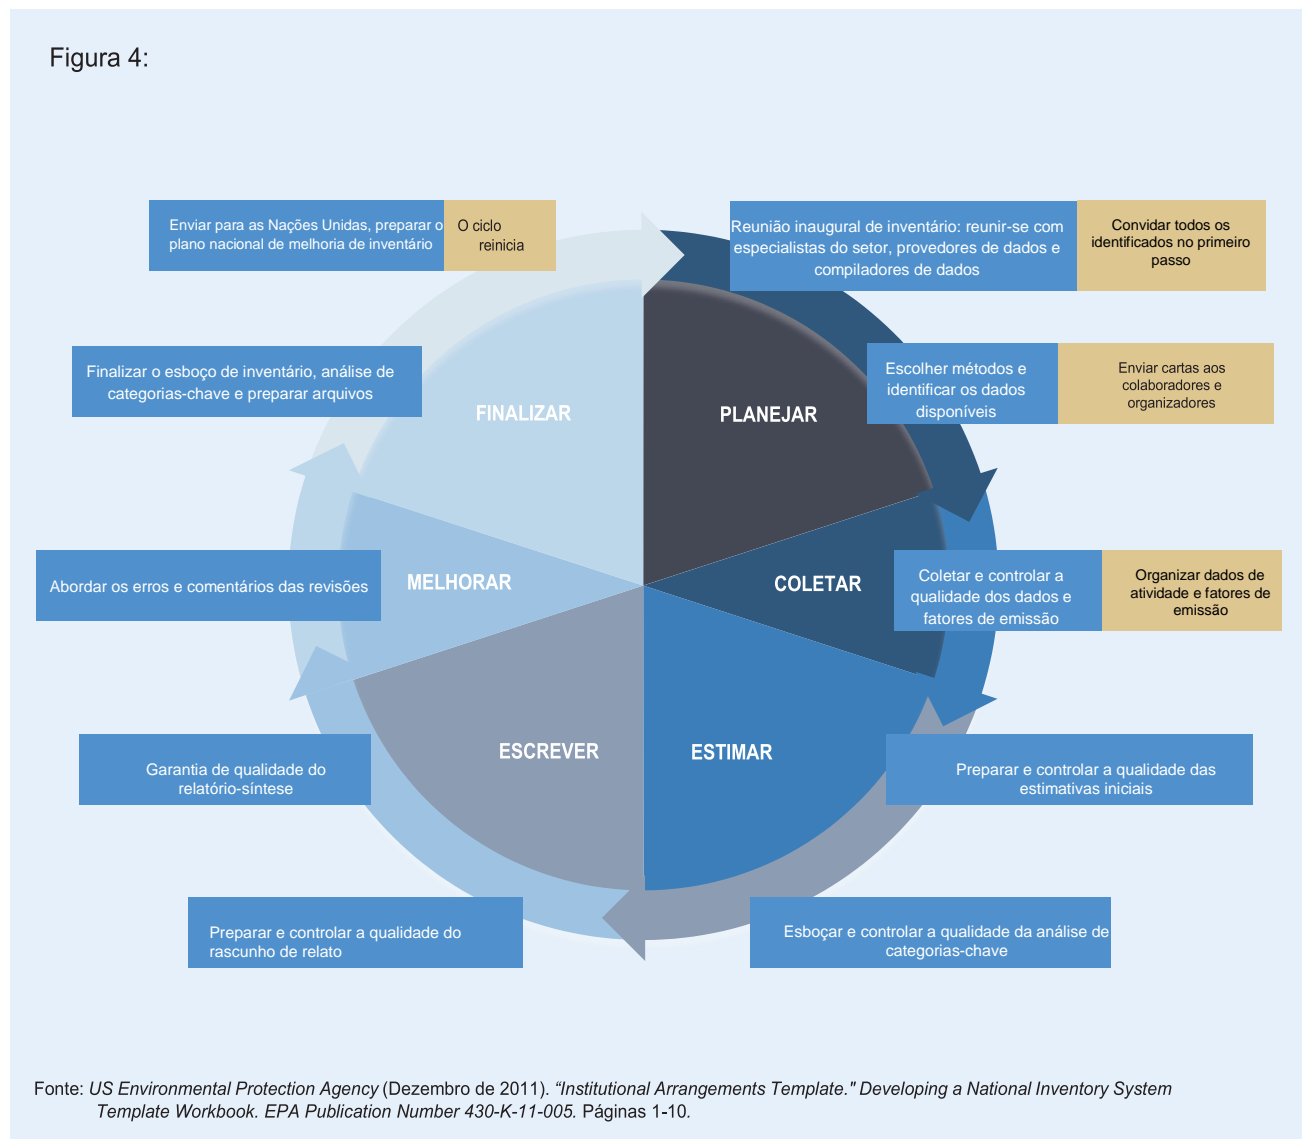 Figura 4:
Enviar para as Nações Unidas, preparar o
plano nacional de melhoria de inventário
O ciclo
reinicia
Reunião inaugural de inventário: reunir-se com
especialistas do setor, provedores de dados e
compiladores de dados
Convidar todos os
identificados no primeiro
passo
Finalizar o esboço de inventário, análise de
categorias-chave e preparar arquivos
Escolher métodos e
identificar os dados
disponíveis
Enviar cartas aos
colaboradores e
organizadores
FINALIZAR
PLANEJAR
Abordar os erros e comentários das revisões
MELHORAR
COLETAR
Coletar e controlar a
qualidade dos dados e
fatores de emissão
Organizar dados de
atividade e fatores de
emissão
ESCREVER
ESTIMAR
Garantia de qualidade do
relatório-síntese
Preparar e controlar a qualidade das
estimativas iniciais
Preparar e controlar a qualidade do
rascunho de relato
Esboçar e controlar a qualidade da análise de
categorias-chave
Fonte: US Environmental Protection Agency (Dezembro de 2011). “Institutional Arrangements Template." Developing a National Inventory System
Template Workbook. EPA Publication Number 430-K-11-005. Páginas 1-10.